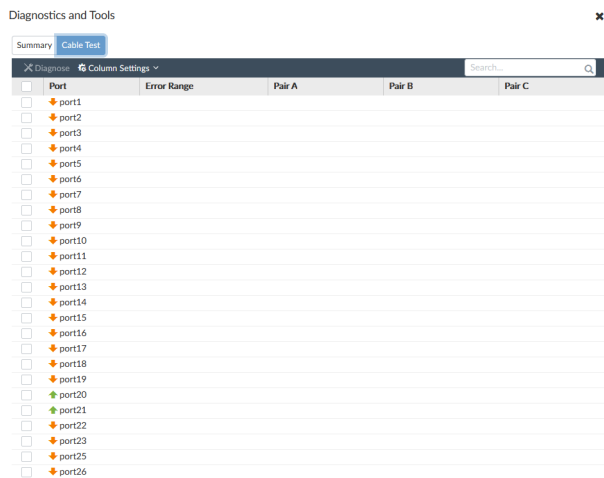 Diagnostics and Tools
Summary Cable Test
Diagnose Column Settings Search...
Port Error Range Pair A Pair B Pair C
port1
port2
port3
port4
port5
port6
port7
port8
port9
port10
port11
port12
port13
port14
port15
port16
port17
port18
port19
port20
port21
port22
port23
port25
port26